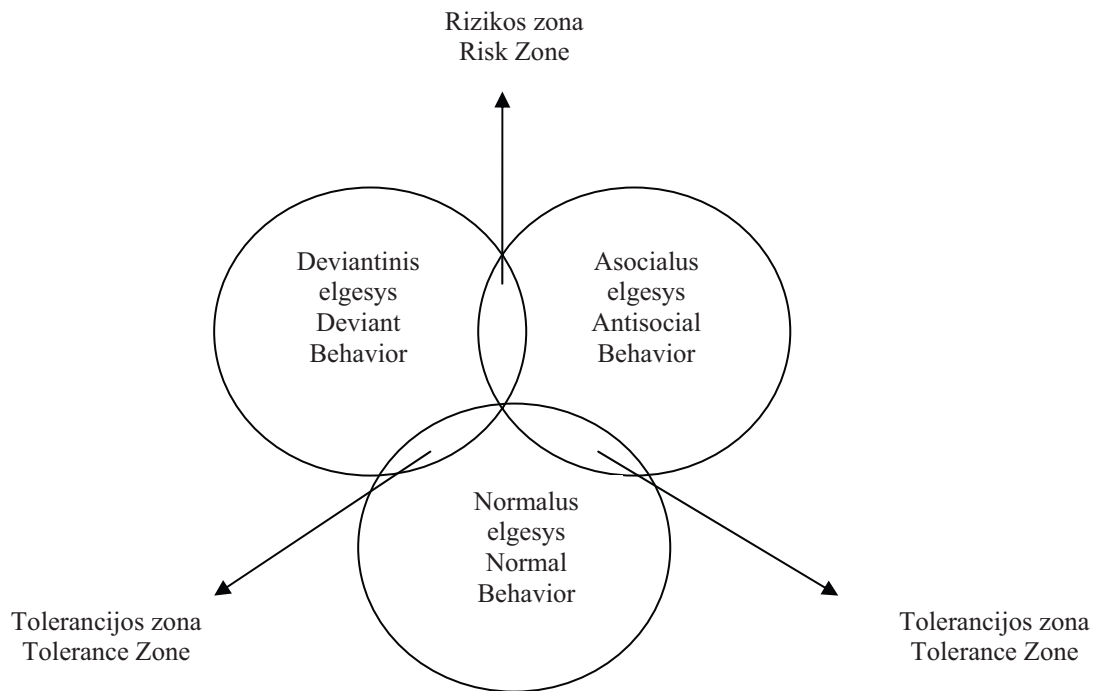 Rizikos zona
Risk Zone
Deviantinis
elgesys
Deviant
Behavior
Asocialus
elgesys
Antisocial
Behavior
Normalus
elgesys
Normal
Behavior
Tolerancijos zona
Tolerance Zone
Tolerancijos zona
Tolerance Zone